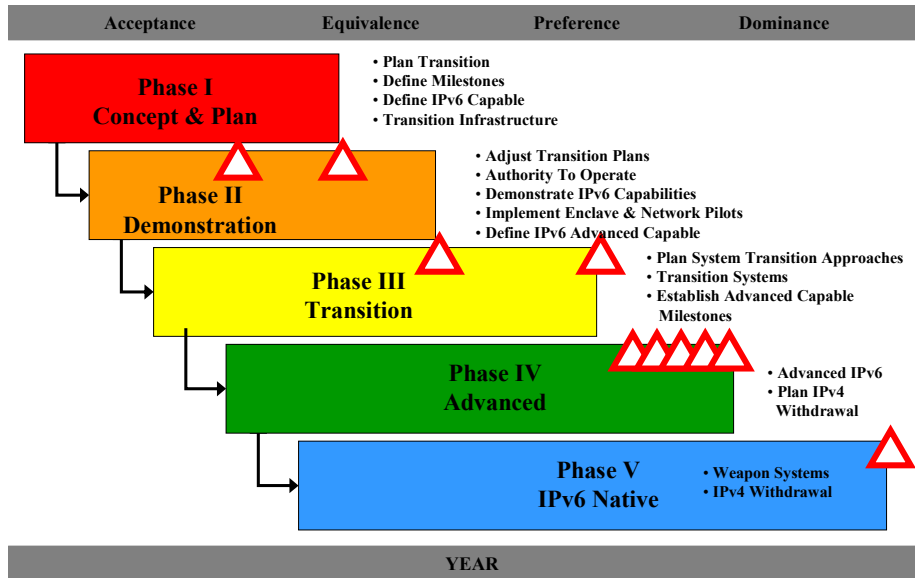 Acceptance Equivalence Preference Dominance
Phase I
Concept & Plan
• Plan Transition
• Define Milestones
• Define IPv6 Capable
• Transition Infrastructure
Phase II
Demonstration
• Adjust Transition Plans
• Authority To Operate
• Demonstrate IPv6 Capabilities
• Implement Enclave & Network Pilots
• Define IPv6 Advanced Capable
Phase III
Transition
• Plan System Transition Approaches
• Transition Systems
• Establish Advanced Capable
Milestones
Phase IV
Advanced
• Advanced IPv6
• Plan IPv4
Withdrawal
Phase V
IPv6 Native
• Weapon Systems
• IPv4 Withdrawal
YEAR